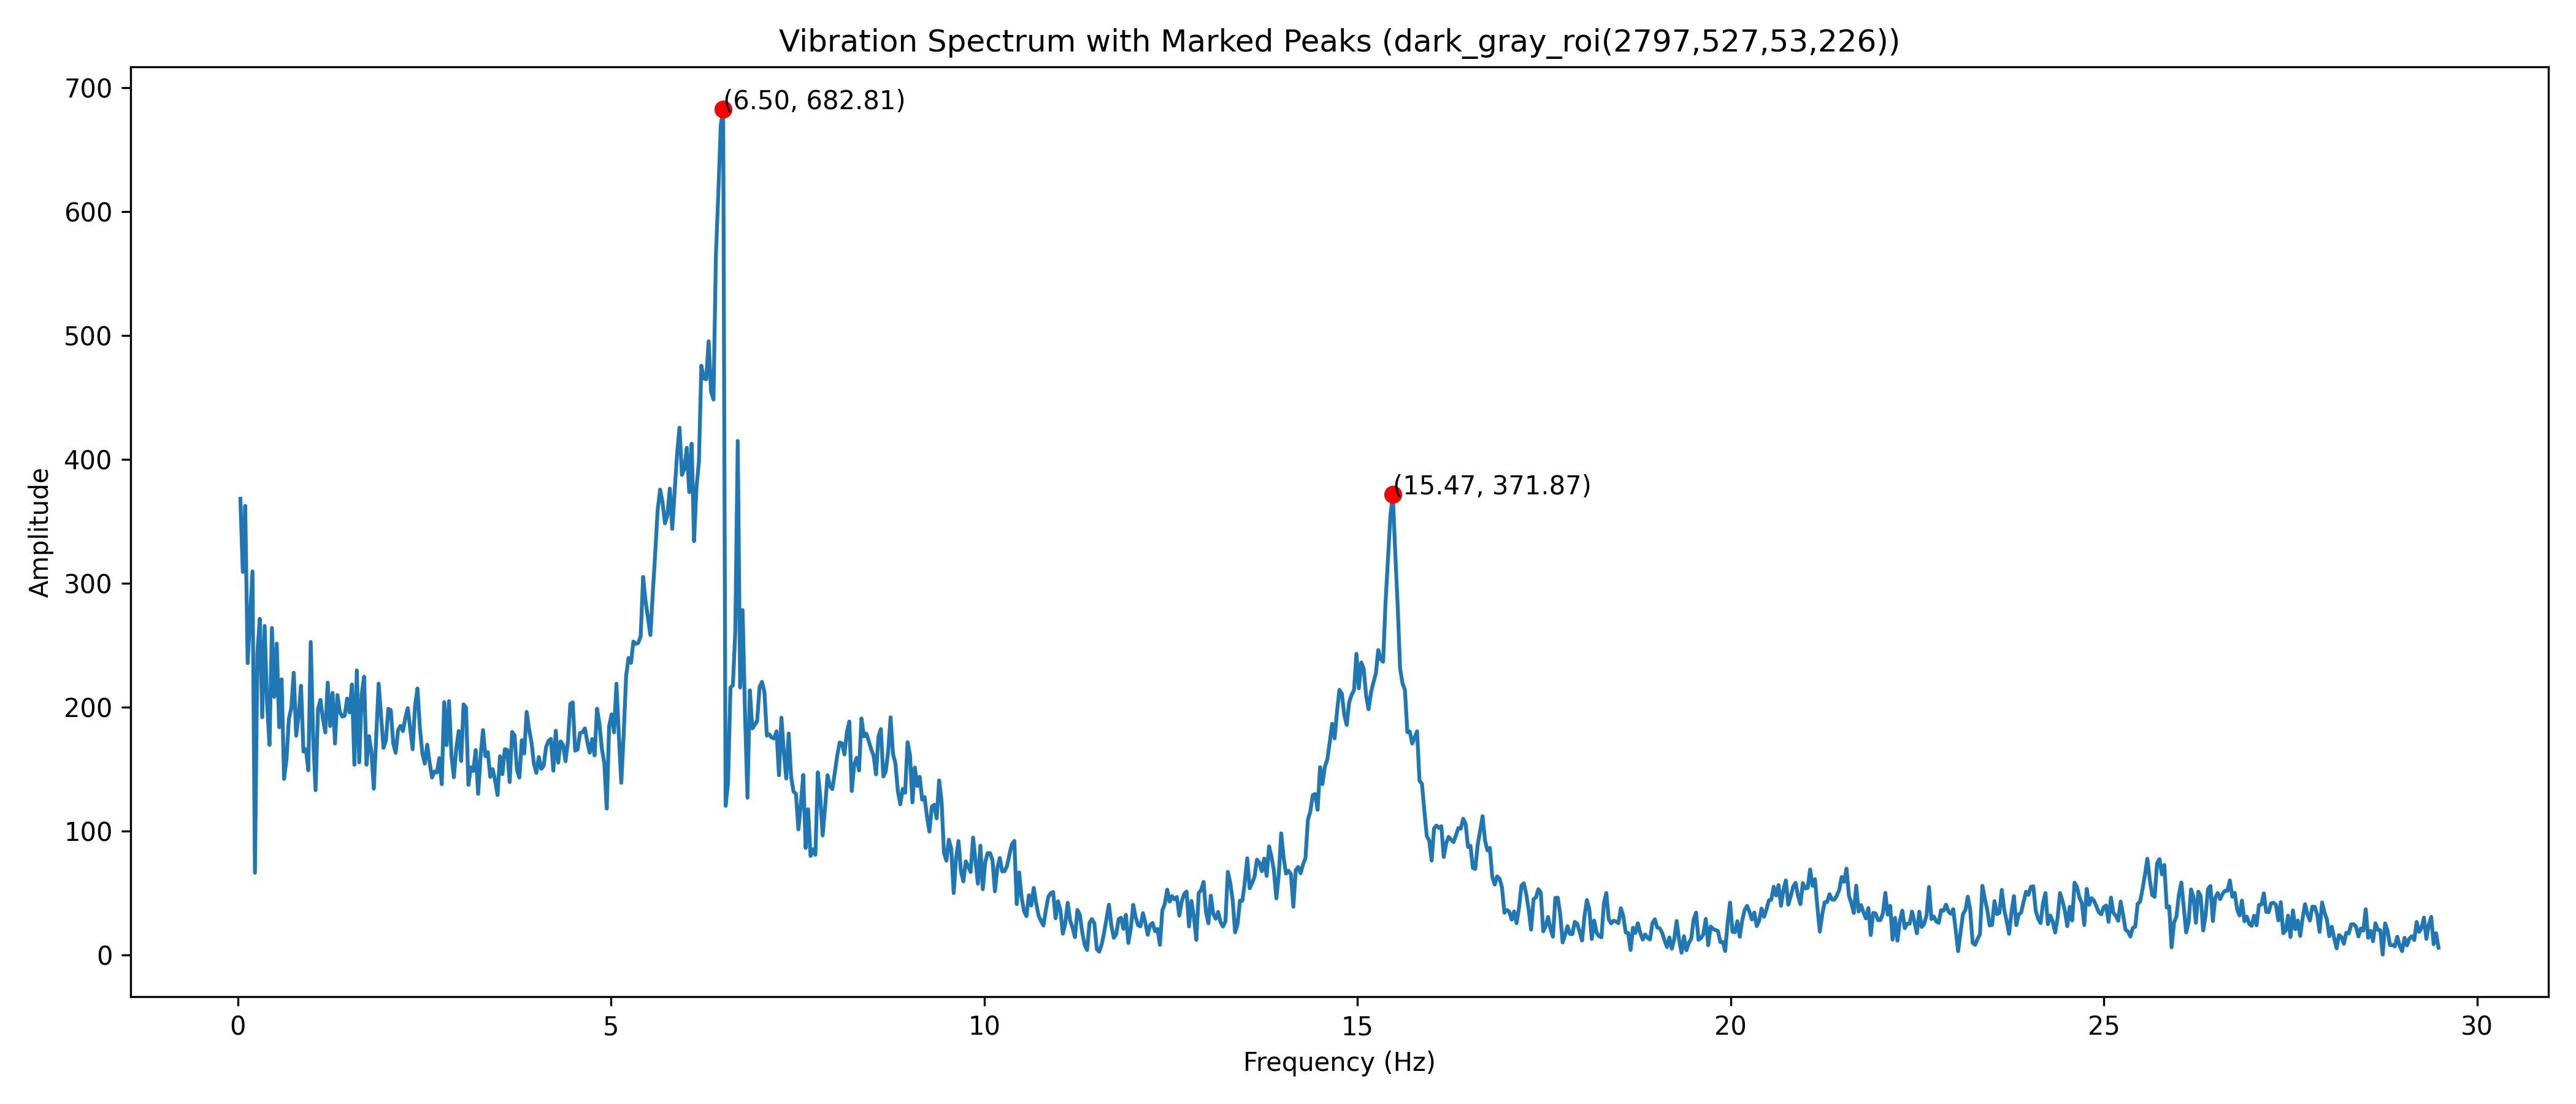 Vibration Spectrum with Marked Peaks (dark_gray_roi(2797,527,53,226))
700
600
500
400
300
200
100
0
Amplitude
(6.50, 682.81)
(15.47, 371.87)
0 5 10 15 20 25 30
Frequency (Hz)